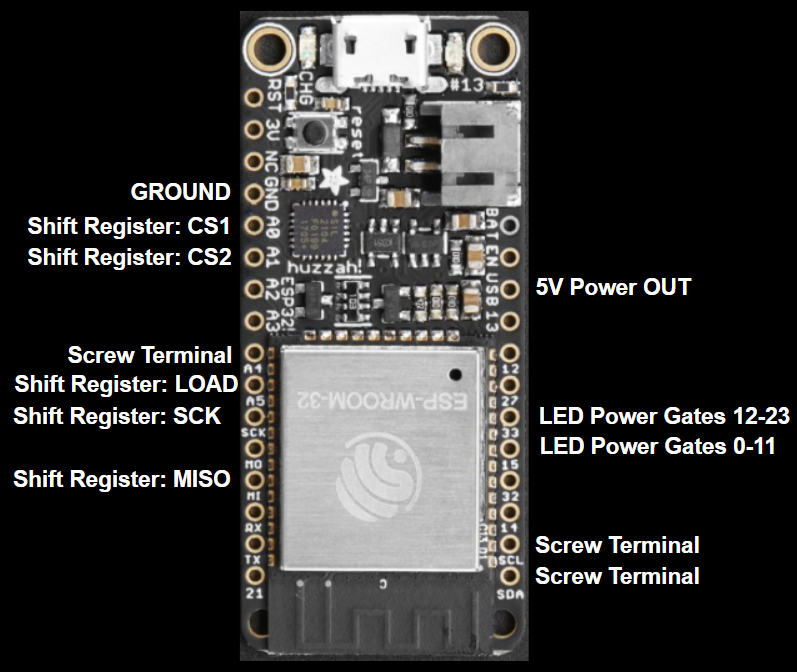 #13
CHG
RST
reset
3V
NC
GND
GROUND
A0
Shift Register: CS1
BAT
A1
Shift Register: CS2
EN
huzzah!
A2
ESP32!
USB
5V Power OUT
A3
13
Screw Terminal
A4
12
Shift Register: LOAD
ESP-WROOM-32
A5
27
Shift Register: SCK
LED Power Gates 12-23
SCK
33
LED Power Gates 0-11
MO
15
Shift Register: MISO
MI
32
RX
14
Screw Terminal
TX
SCL
Screw Terminal
21
SDA